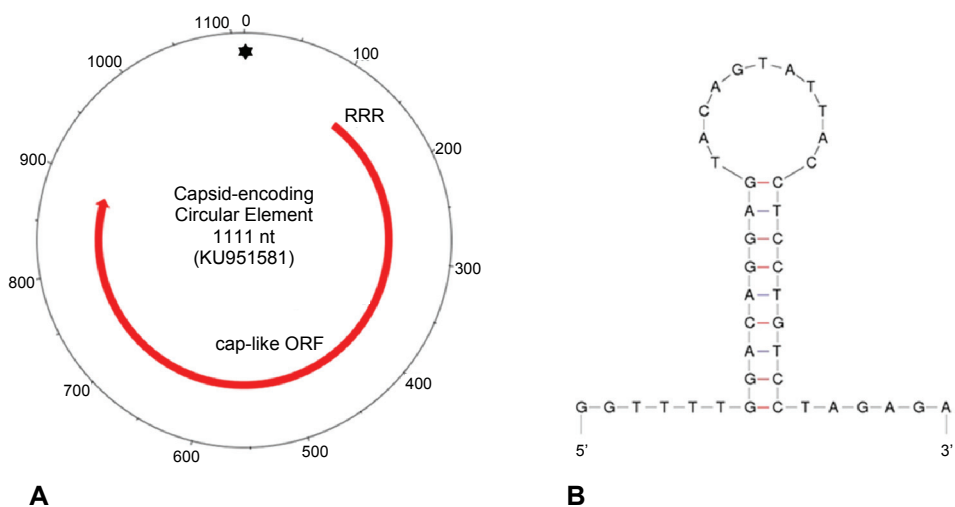 1100
0
100
200
300
400
500
600
700
800
900
1000
RRR
Capsid-encoding
Circular Element
1111 nt
(KU951581)
cap-like ORF
A
T
A G A
A T
C T
A A
T C
G C
A T
G C
G C
A T
C G
A T
G C
G G T T T T G G C T A G A G A
5’ 3’
B